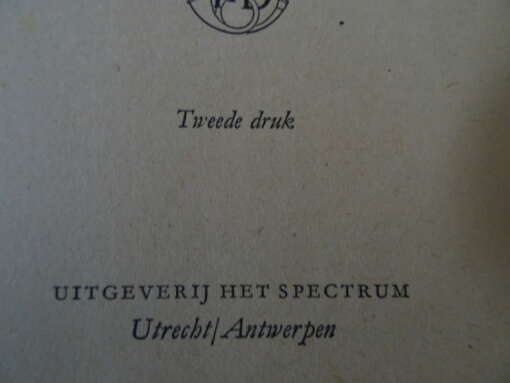 Tweede druk
UITGEVERIJ HET SPECTRUM
Utrecht/Antwerpen